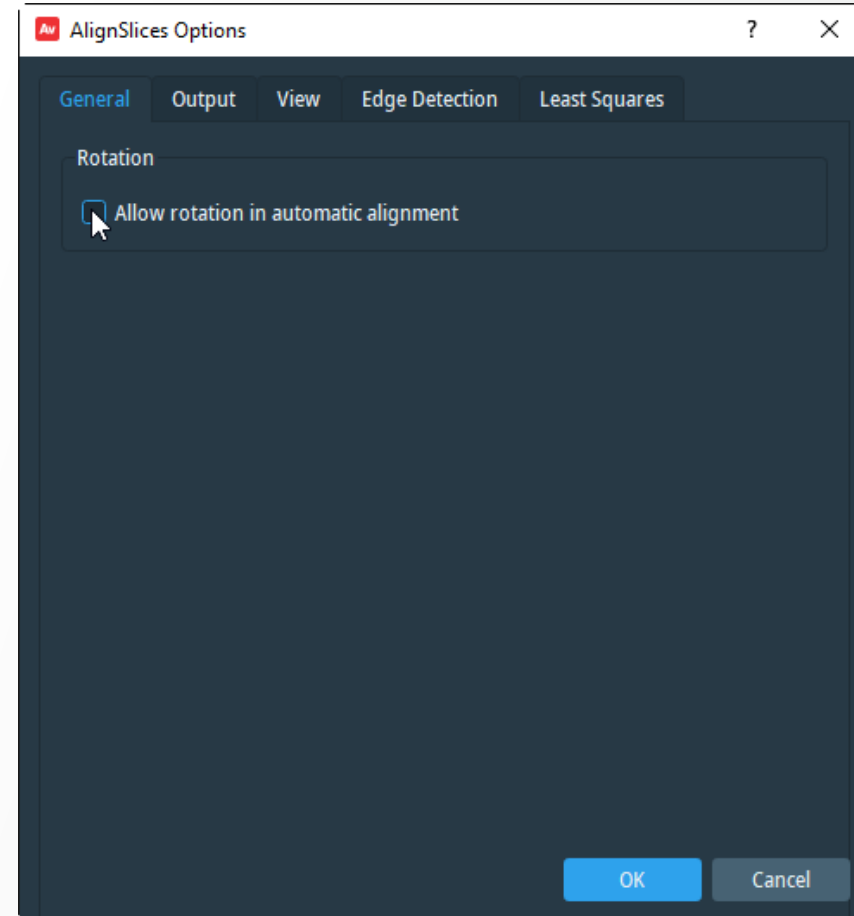 Av AlignSlices Options ?
General Output View Edge Detection Least Squares
Rotation
Allow rotation in automatic alignment
OK Cancel